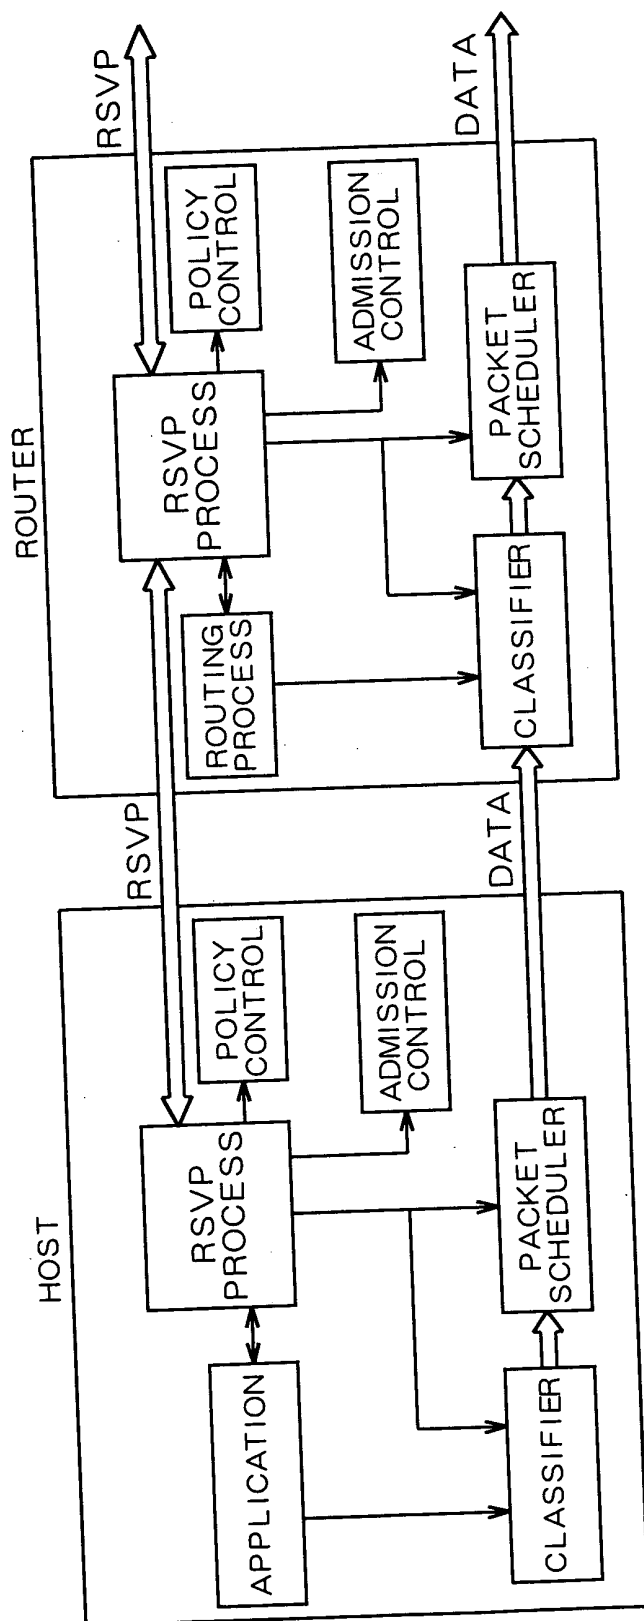 HOST
ROUTER
RSVP
RSVP
APPLICATION
RSVP
PROCESS
POLICY
CONTROL
ADMISSION
CONTROL
CLASSIFIER
PACKET
SCHEDULER
DATA
ROUTING
PROCESS
RSVP
PROCESS
POLICY
CONTROL
ADMISSION
CONTROL
CLASSIFIER
PACKET
SCHEDULER
DATA